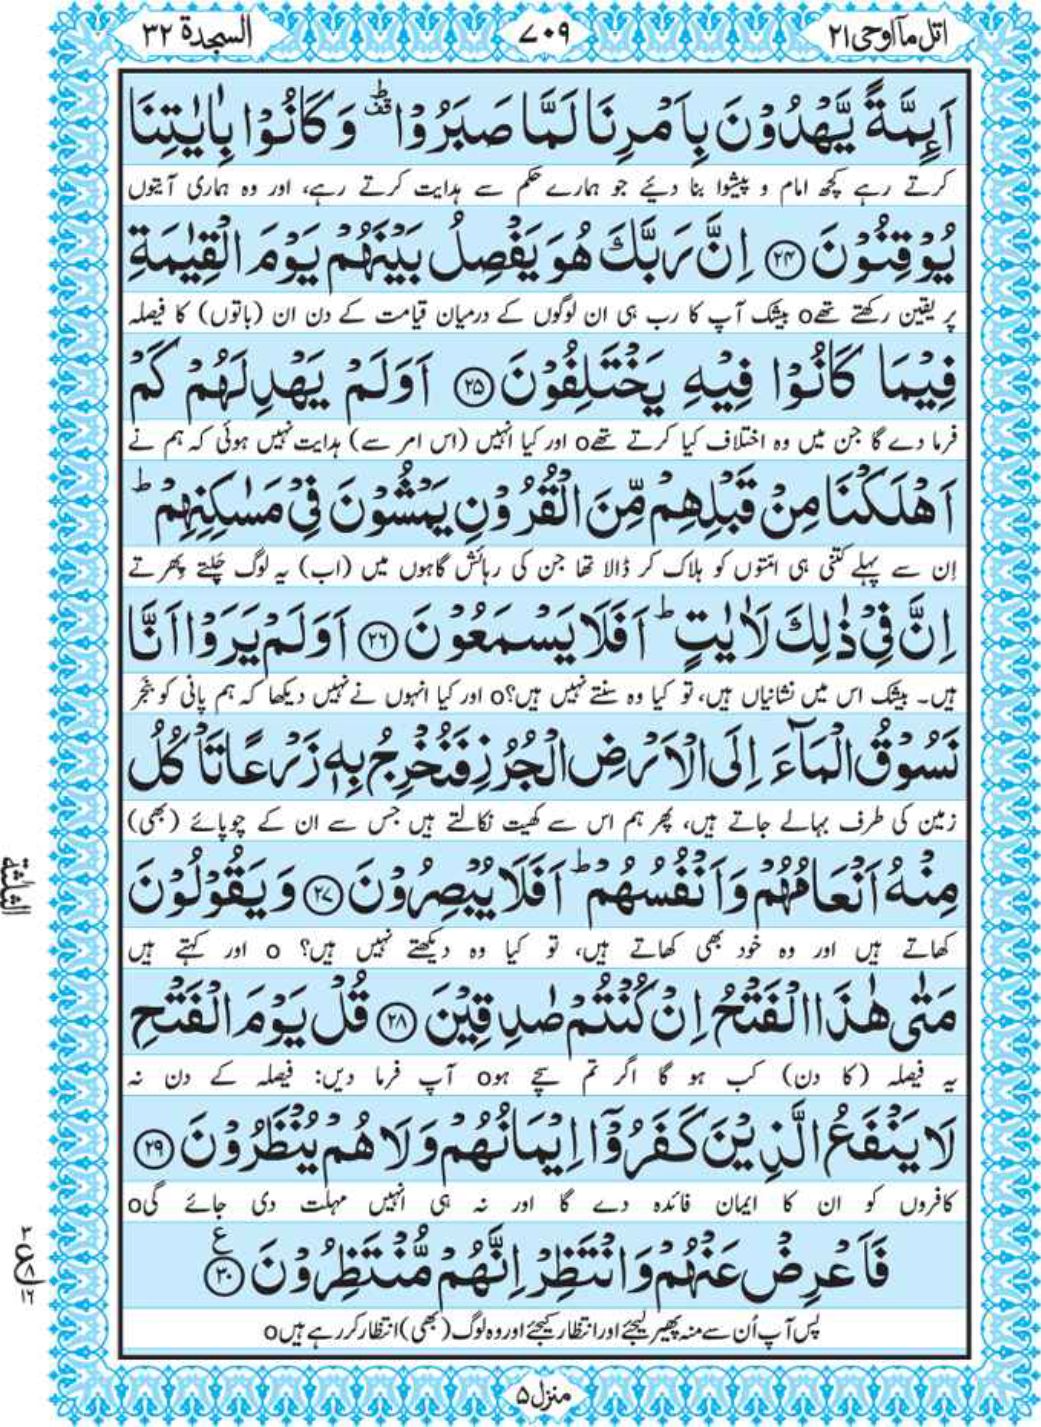 اتل مآ اوحی ۲۱
۷۰۹
السجدة ۳۲
اَىِٕمَّةً يَّهْدُوْنَ بِاَمْرِنَا لَمَّا صَبَرُوْا ؕ۫ وَ كَانُوْا بِاٰيٰتِنَا
کرتے رہے کچھ امام و پیشوا بنا دیئے جو ہمارے حکم سے ہدایت کرتے رہے، اور وہ ہماری آیتوں
يُوْقِنُوْنَ ﴿۲۴﴾ اِنَّ رَبَّكَ هُوَ يَفْصِلُ بَيْنَهُمْ يَوْمَ الْقِيٰمَةِ
پر یقین رکھتے تھےo بیشک آپ کا رب ہی ان لوگوں کے درمیان قیامت کے دن ان (باتوں) کا فیصلہ
فِيْمَا كَانُوْا فِيْهِ يَخْتَلِفُوْنَ ﴿۲۵﴾ اَوَلَمْ يَهْدِ لَهُمْ كَمْ
فرما دے گا جن میں وہ اختلاف کیا کرتے تھےo اور کیا انہیں (اس امر سے) ہدایت نہیں ہوئی کہ ہم نے
اَهْلَكْنَا مِنْ قَبْلِهِمْ مِّنَ الْقُرُوْنِ يَمْشُوْنَ فِيْ مَسٰكِنِهِمْ ؕ
اِن سے پہلے کتنی ہی امّتوں کو ہلاک کر ڈالا تھا جن کی رہائش گاہوں میں (اب) یہ لوگ چَلتے پِھرتے
اِنَّ فِيْ ذٰلِكَ لَاٰيٰتٍ ؕ اَفَلَا يَسْمَعُوْنَ ﴿۲۶﴾ اَوَلَمْ يَرَوْا اَنَّا
ہیں۔ بیشک اس میں نشانیاں ہیں، تو کیا وہ سنتے نہیں ہیں؟o اور کیا انہوں نے نہیں دیکھا کہ ہم پانی کو بنجر
نَسُوْقُ الْمَآءَ اِلَى الْاَرْضِ الْجُرُزِ فَنُخْرِجُ بِهٖ زَرْعًا تَاْكُلُ
زمین کی طرف بہالے جاتے ہیں، پھر ہم اس سے کھیت نکالتے ہیں جس سے ان کے چوپائے (بھی)
مِنْهُ اَنْعَامُهُمْ وَ اَنْفُسُهُمْ ؕ اَفَلَا يُبْصِرُوْنَ ﴿۲۷﴾ وَ يَقُوْلُوْنَ
کھاتے ہیں اور وہ خُود بھی کھاتے ہیں، تو کیا وہ دیکھتے نہیں ہیں؟ o اور کہتے ہیں
مَتٰى هٰذَا الْفَتْحُ اِنْ كُنْتُمْ صٰدِقِيْنَ ﴿۲۸﴾ قُلْ يَوْمَ الْفَتْحِ
یہ فیصلہ (کا دن) کب ہو گا اگر تم سچے ہوo آپ فرما دیں: فیصلہ کے دن نہ
لَا يَنْفَعُ الَّذِيْنَ كَفَرُوْۤا اِيْمَانُهُمْ وَ لَا هُمْ يُنْظَرُوْنَ ﴿۲۹﴾
کافروں کو ان کا ایمان فائدہ دے گا اور نہ ہی انہیں مہلت دی جائے گیo
فَاَعْرِضْ عَنْهُمْ وَ انْتَظِرْ اِنَّهُمْ مُّنْتَظِرُوْنَ ﴿۳۰﴾ ع
پس آپ اُن سے منہ پھیر لیجئے اور انتظار کیجئے اور وہ لوگ (بھی) انتظار کر رہے ہیںo
منزل ۵
الثلثة
۳
ع ۸
۱۶